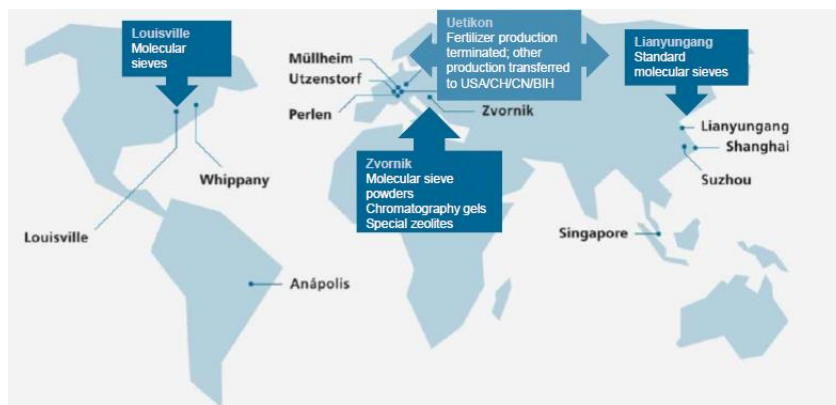 Louisville
Molecular
sieves
Uetikon
Fertilizer production
terminated; other
production transferred
to USA/CH/CN/BIH
Lianyungang
Standard
molecular sieves
Müllheim
Utzenstorf
Perlen
Zvornik
Zvornik
Molecular sieve
powders
Chromatography gels
Special zeolites
Lianyungang
Shanghai
Suzhou
Whippany
Louisville
Singapore
Anápolis